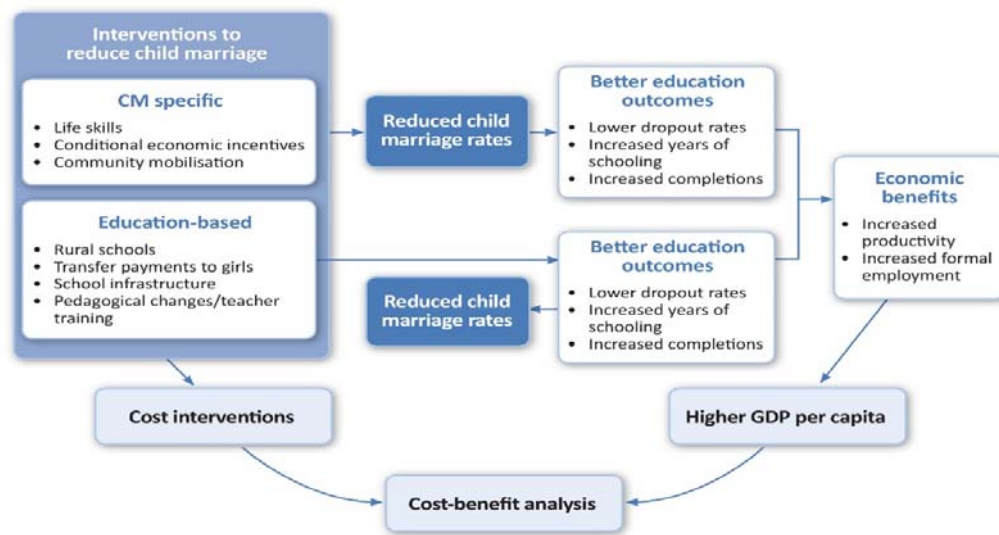 Interventions to
reduce child marriage
CM specific
• Life skills
• Conditional economic incentives
• Community mobilisation
Education-based
• Rural schools
• Transfer payments to girls
• School infrastructure
• Pedagogical changes/teacher
training
Reduced child
marriage rates
Better education
outcomes
• Lower dropout rates
• Increased years of
schooling
• Increased completions
Reduced child
marriage rates
Better education
outcomes
• Lower dropout rates
• Increased years of
schooling
• Increased completions
Economic
benefits
• Increased
productivity
• Increased formal
employment
Cost interventions
Higher GDP per capita
Cost-benefit analysis